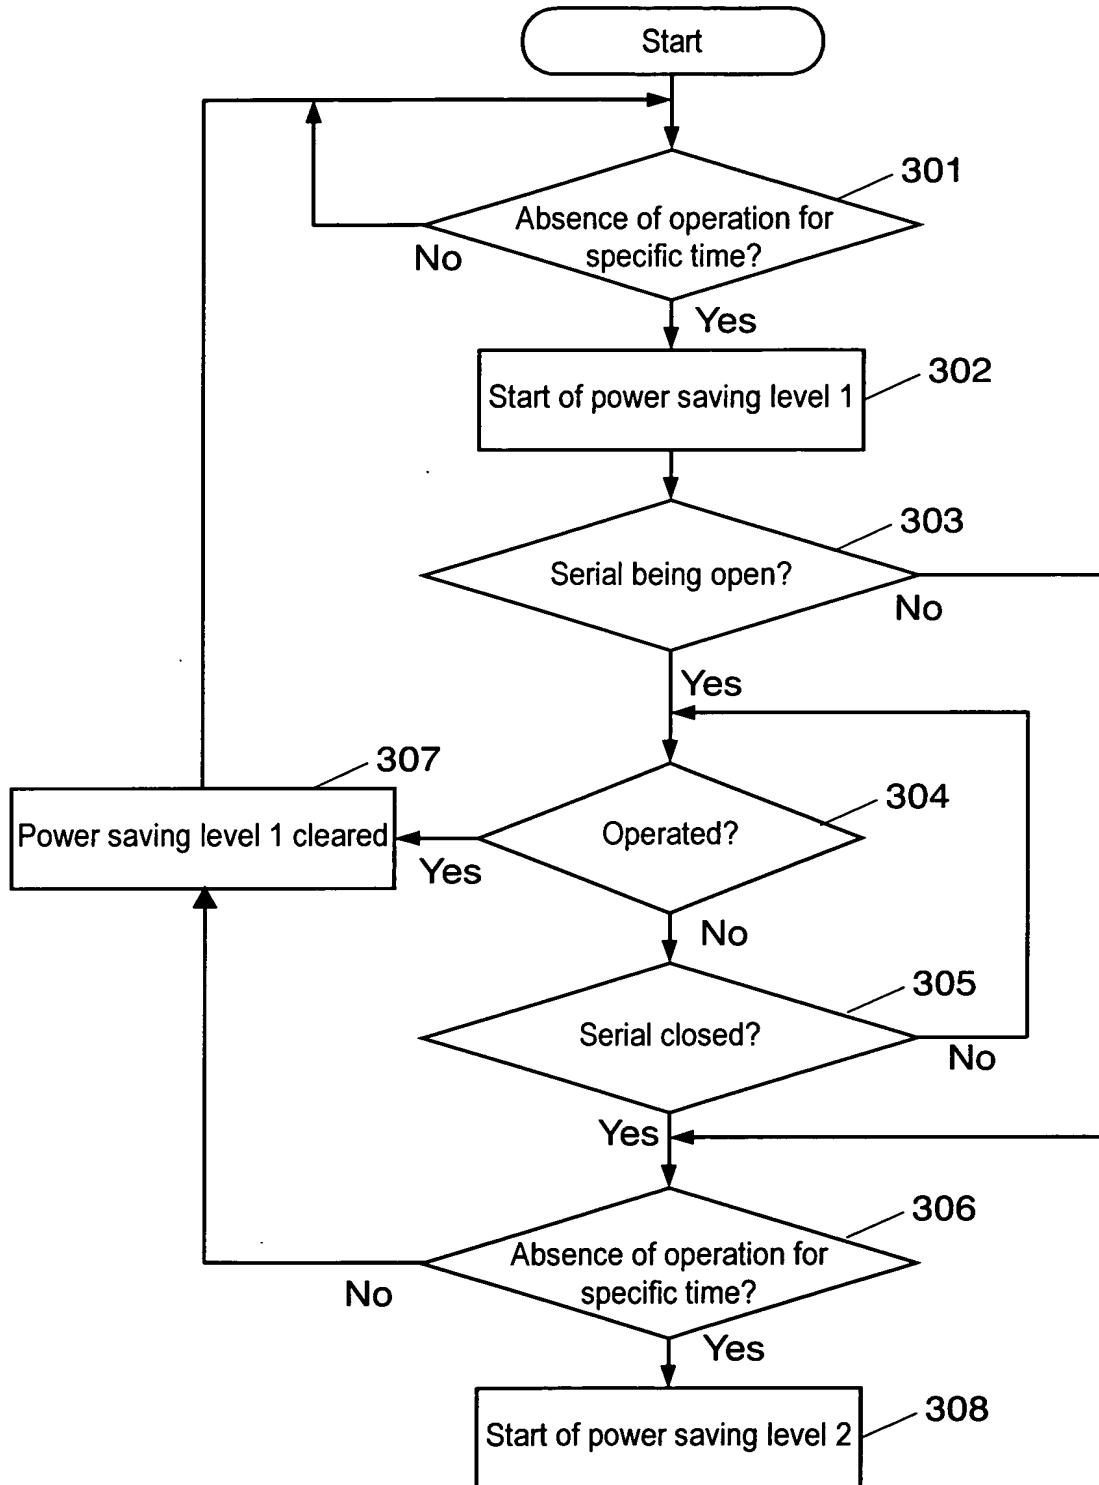 Start
301
Absence of operation for
specific time?
No
Yes
302
Start of power saving level 1
303
Serial being open?
No
Yes
307
Power saving level 1 cleared
304
Operated?
Yes
No
305
Serial closed?
No
Yes
306
Absence of operation for
specific time?
No
Yes
308
Start of power saving level 2